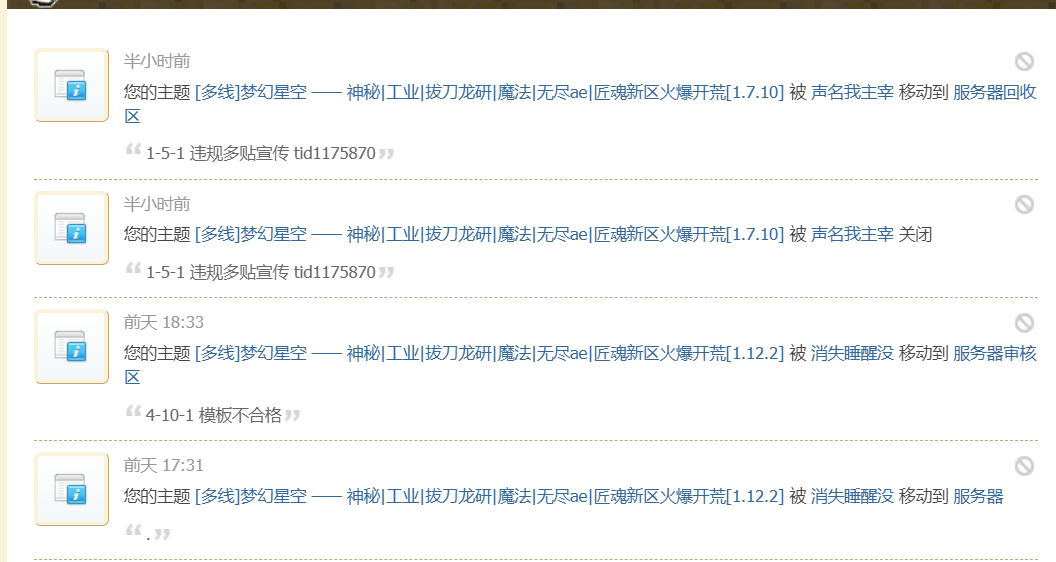 半小时前
您的主题 [多线]梦幻星空 —— 神秘|工业|拔刀龙研|魔法|无尽ae|匠魂新区火爆开荒[1.7.10] 被 声名我主宰 移动到 服务器回收
区
“ 1-5-1 违规多贴宣传 tid1175870 ”
半小时前
您的主题 [多线]梦幻星空 —— 神秘|工业|拔刀龙研|魔法|无尽ae|匠魂新区火爆开荒[1.7.10] 被 声名我主宰 关闭
“ 1-5-1 违规多贴宣传 tid1175870 ”
前天 18:33
您的主题 [多线]梦幻星空 —— 神秘|工业|拔刀龙研|魔法|无尽ae|匠魂新区火爆开荒[1.12.2] 被 消失睡醒没 移动到 服务器审核
区
“ 4-10-1 模板不合格 ”
前天 17:31
您的主题 [多线]梦幻星空 —— 神秘|工业|拔刀龙研|魔法|无尽ae|匠魂新区火爆开荒[1.12.2] 被 消失睡醒没 移动到 服务器
“ . ”